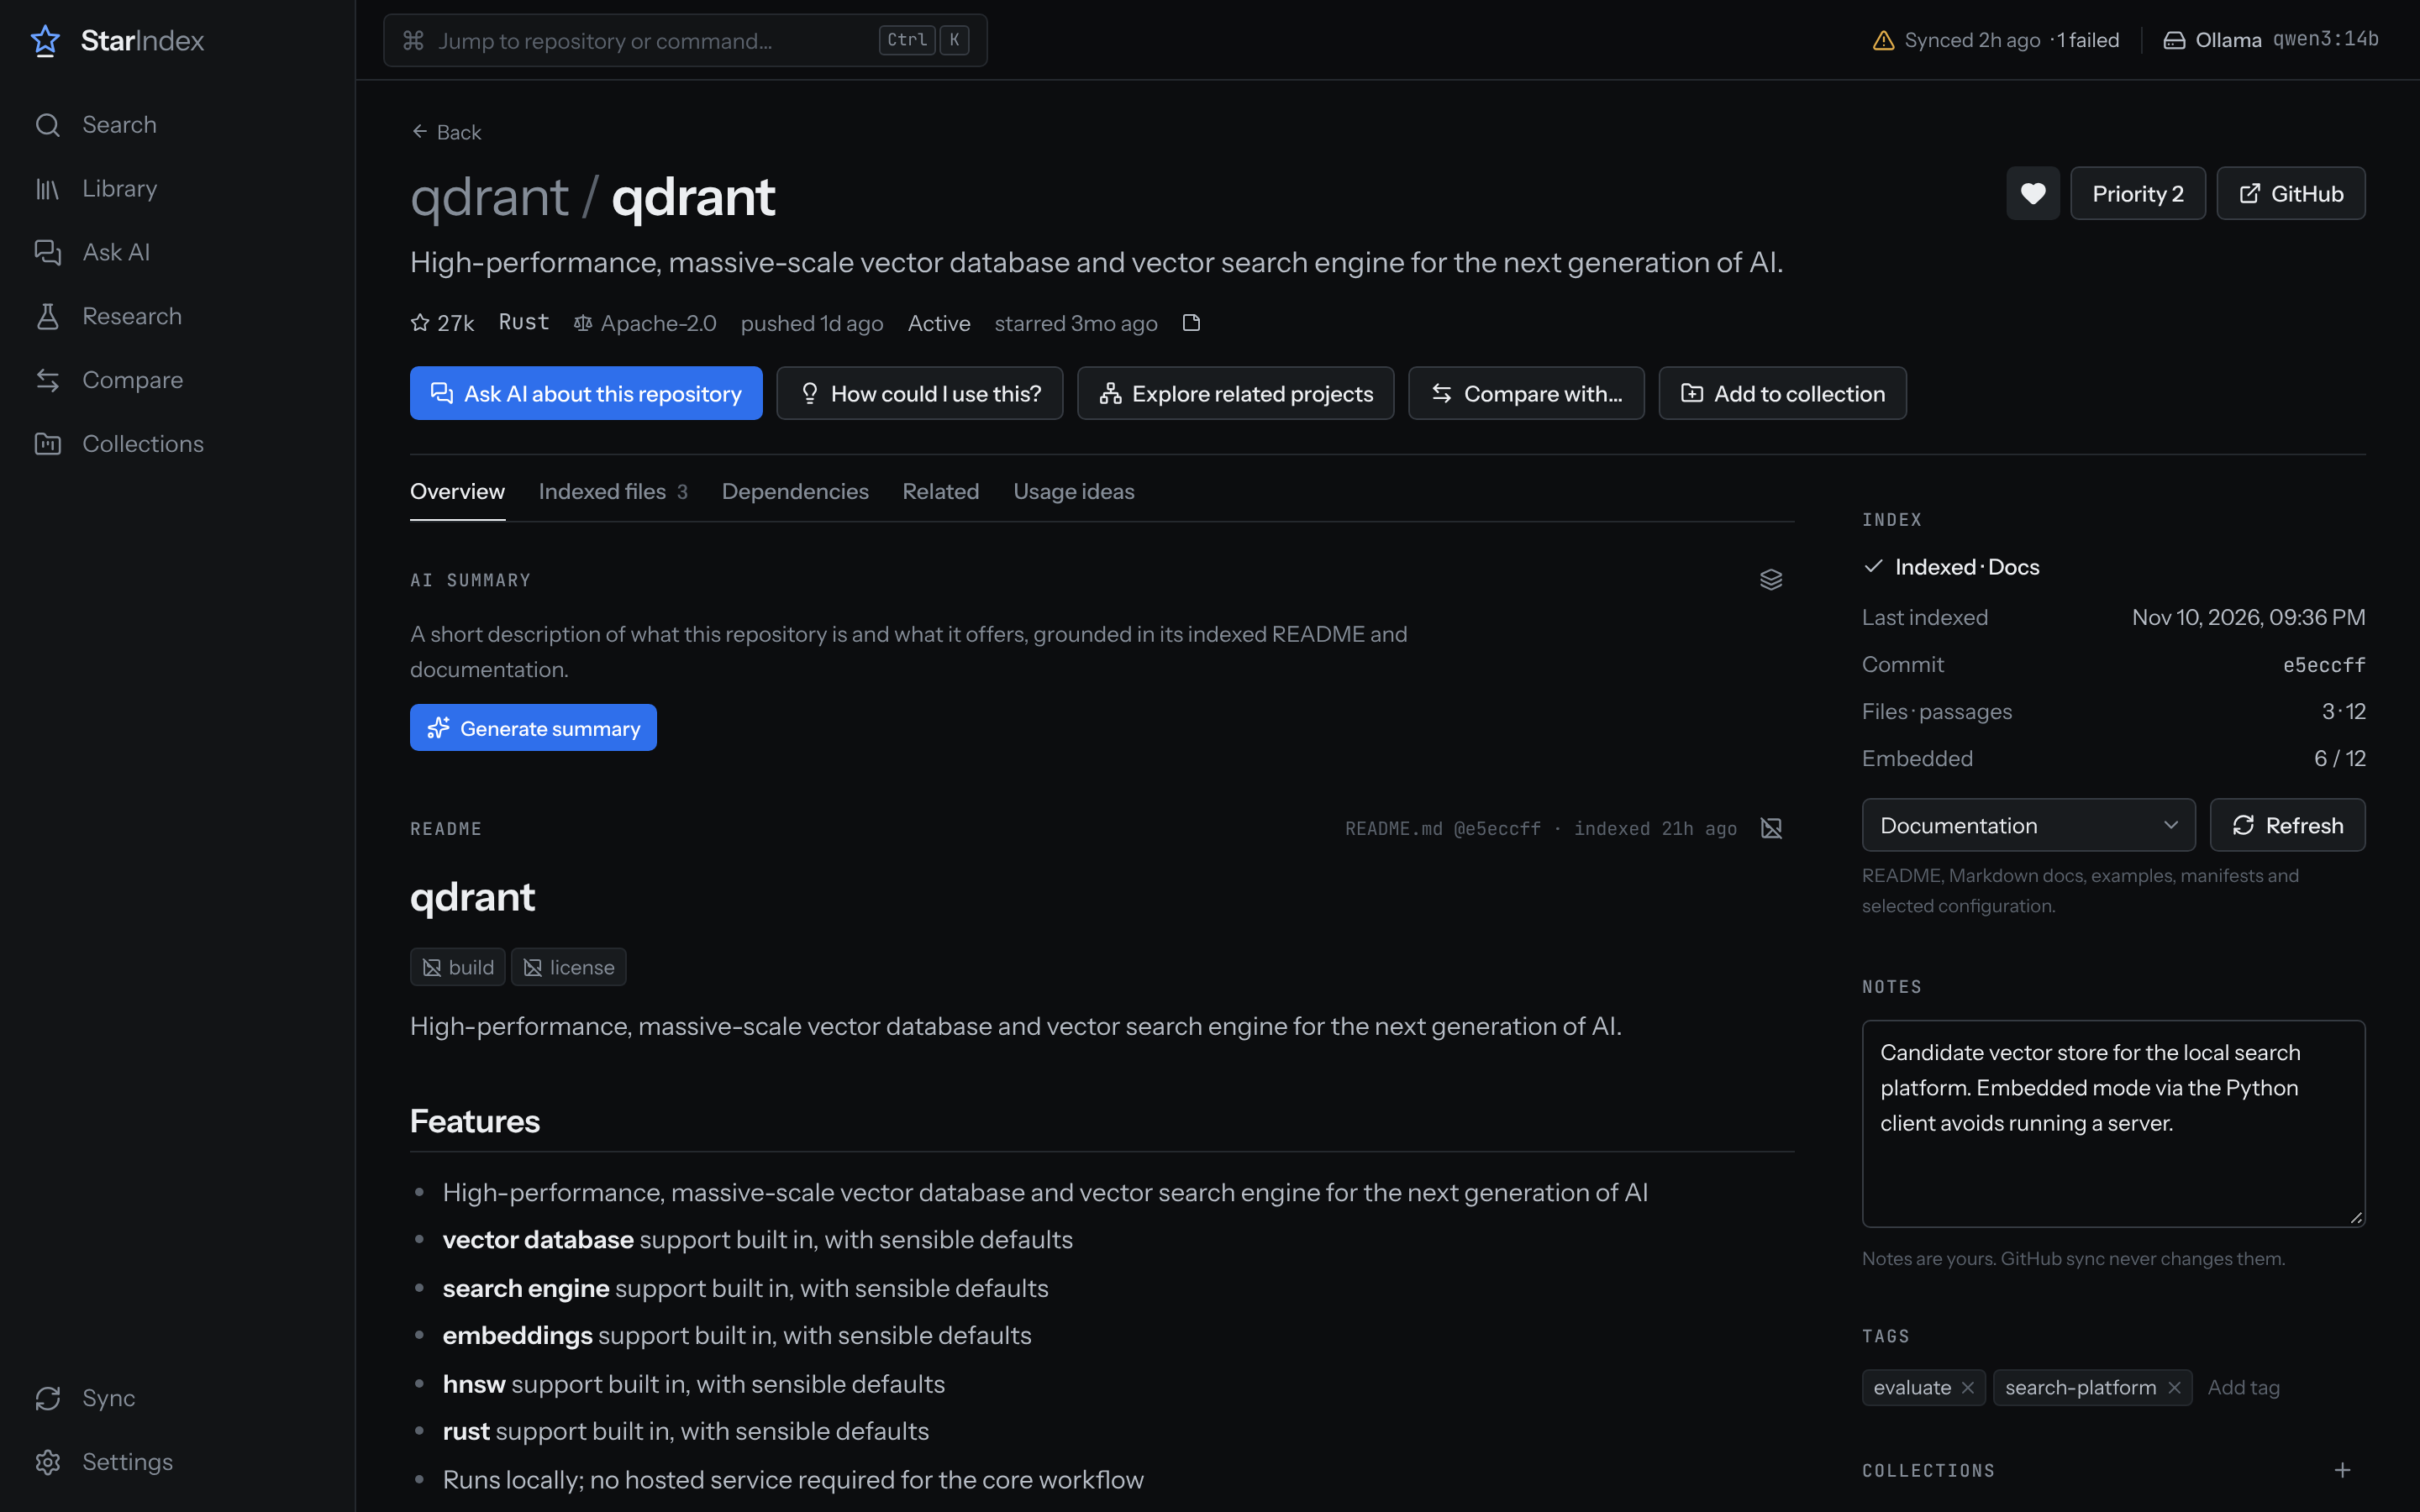 StarIndex
Search
Library
Ask AI
Research
Compare
Collections
Sync
Settings
Jump to repository or command...
Ctrl K
Synced 2h ago · 1 failed
Ollama qwen3:14b
Back
qdrant / qdrant
Priority 2
GitHub
High-performance, massive-scale vector database and vector search engine for the next generation of AI.
27k Rust Apache-2.0 pushed 1d ago Active starred 3mo ago
Ask AI about this repository
How could I use this?
Explore related projects
Compare with...
Add to collection
Overview
Indexed files 3
Dependencies
Related
Usage ideas
AI SUMMARY
A short description of what this repository is and what it offers, grounded in its indexed README and
documentation.
Generate summary
README
README.md @e5eccff · indexed 21h ago
qdrant
build
license
High-performance, massive-scale vector database and vector search engine for the next generation of AI.
Features
High-performance, massive-scale vector database and vector search engine for the next generation of AI
vector database support built in, with sensible defaults
search engine support built in, with sensible defaults
embeddings support built in, with sensible defaults
hnsw support built in, with sensible defaults
rust support built in, with sensible defaults
Runs locally; no hosted service required for the core workflow
INDEX
Indexed · Docs
Last indexed Nov 10, 2026, 09:36 PM
Commit e5eccff
Files · passages 3 · 12
Embedded 6 / 12
Documentation
Refresh
README, Markdown docs, examples, manifests and
selected configuration.
NOTES
Candidate vector store for the local search
platform. Embedded mode via the Python
client avoids running a server.
Notes are yours. GitHub sync never changes them.
TAGS
evaluate
search-platform
Add tag
COLLECTIONS